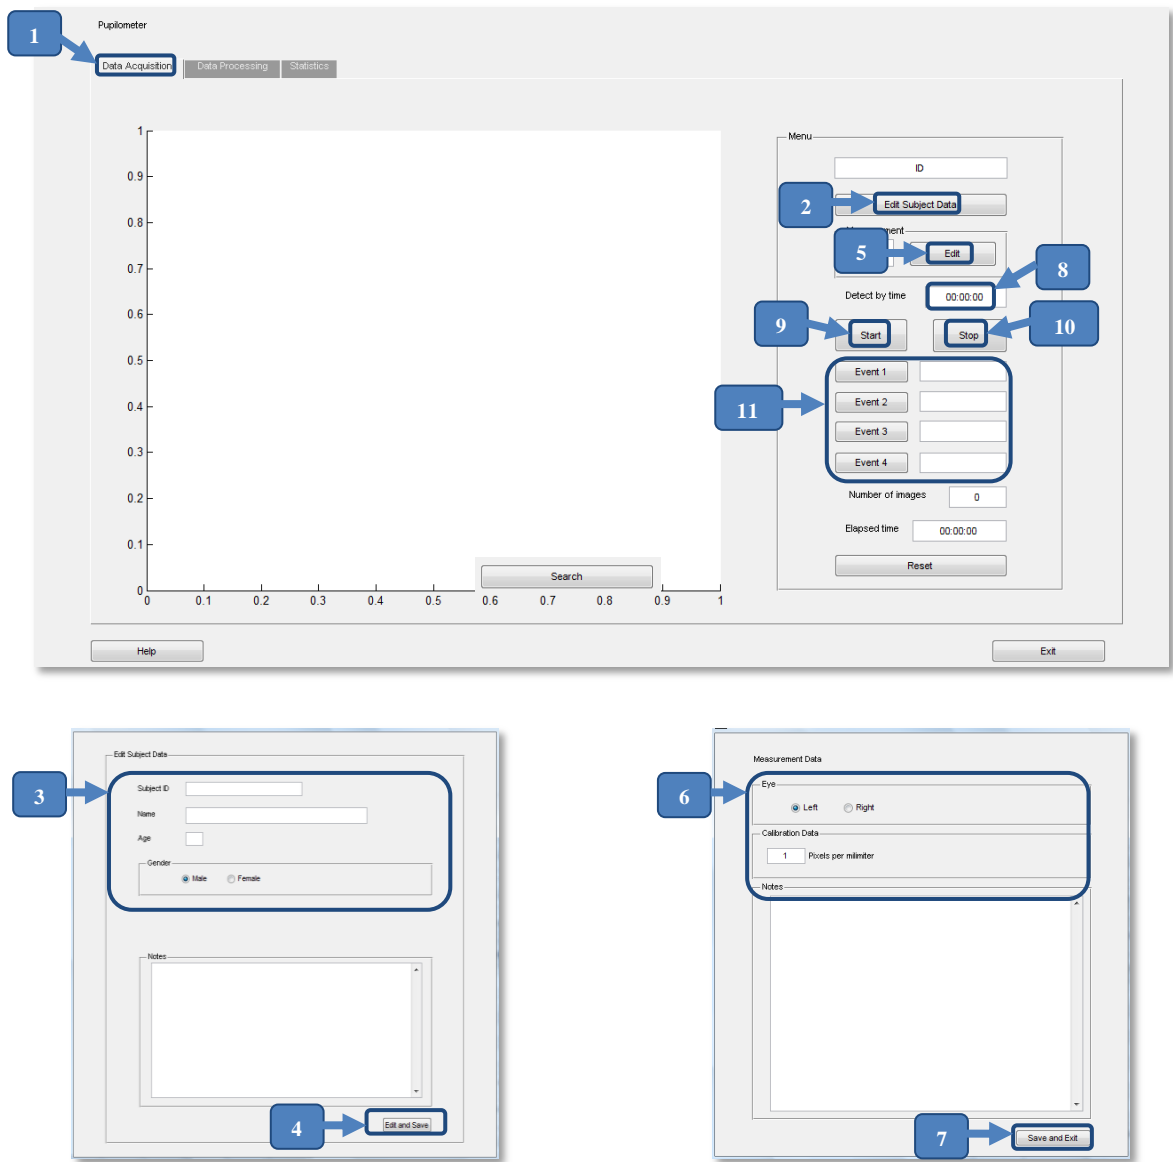 Pupilometer
1
Data Acquisition Data Processing Statistics
1
0.9
0.8
0.7
0.6
0.5
0.4
0.3
0.2
0.1
0
0 0.1 0.2 0.3 0.4 0.5 0.6 0.7 0.8 0.9 1
Search
Menu
ID
2
Edit Subject Data
5
Edit
8
Detect by time 00:00:00
9
Start
Stop
10
11
Event 1
Event 2
Event 3
Event 4
Number of images 0
Elapsed time 00:00:00
Reset
Help
Exit
Edit Subject Data
3
Subject ID
Name
Age
Gender
Male Female
Notes
4
Edit and Save
Measurement Data
6
Eye
Left Right
Calibration Data
1 Pixels per milimiter
Notes
7
Save and Exit